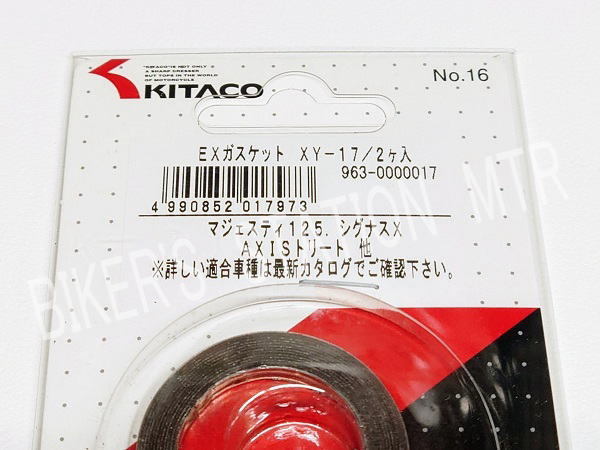 "KITACO" IS NOT ONLY
A SHARP DRESSER
BUT TOPS IN THE WORLD
OF MOTORCYCLE
KITACO
No.16
EXガスケット XY-17/2ヶ入
963-0000017
4 990852 017973
マジェスティ125. シグナスX
AXISトリート 他
※詳しい適合車種は最新カタログでご確認下さい。
BIKER'S STATION MTR